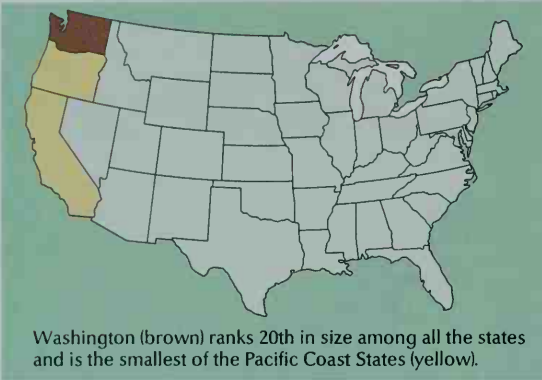 Washington (brown) ranks 20th in size among all the states
and is the smallest of the Pacific Coast States (yellow).